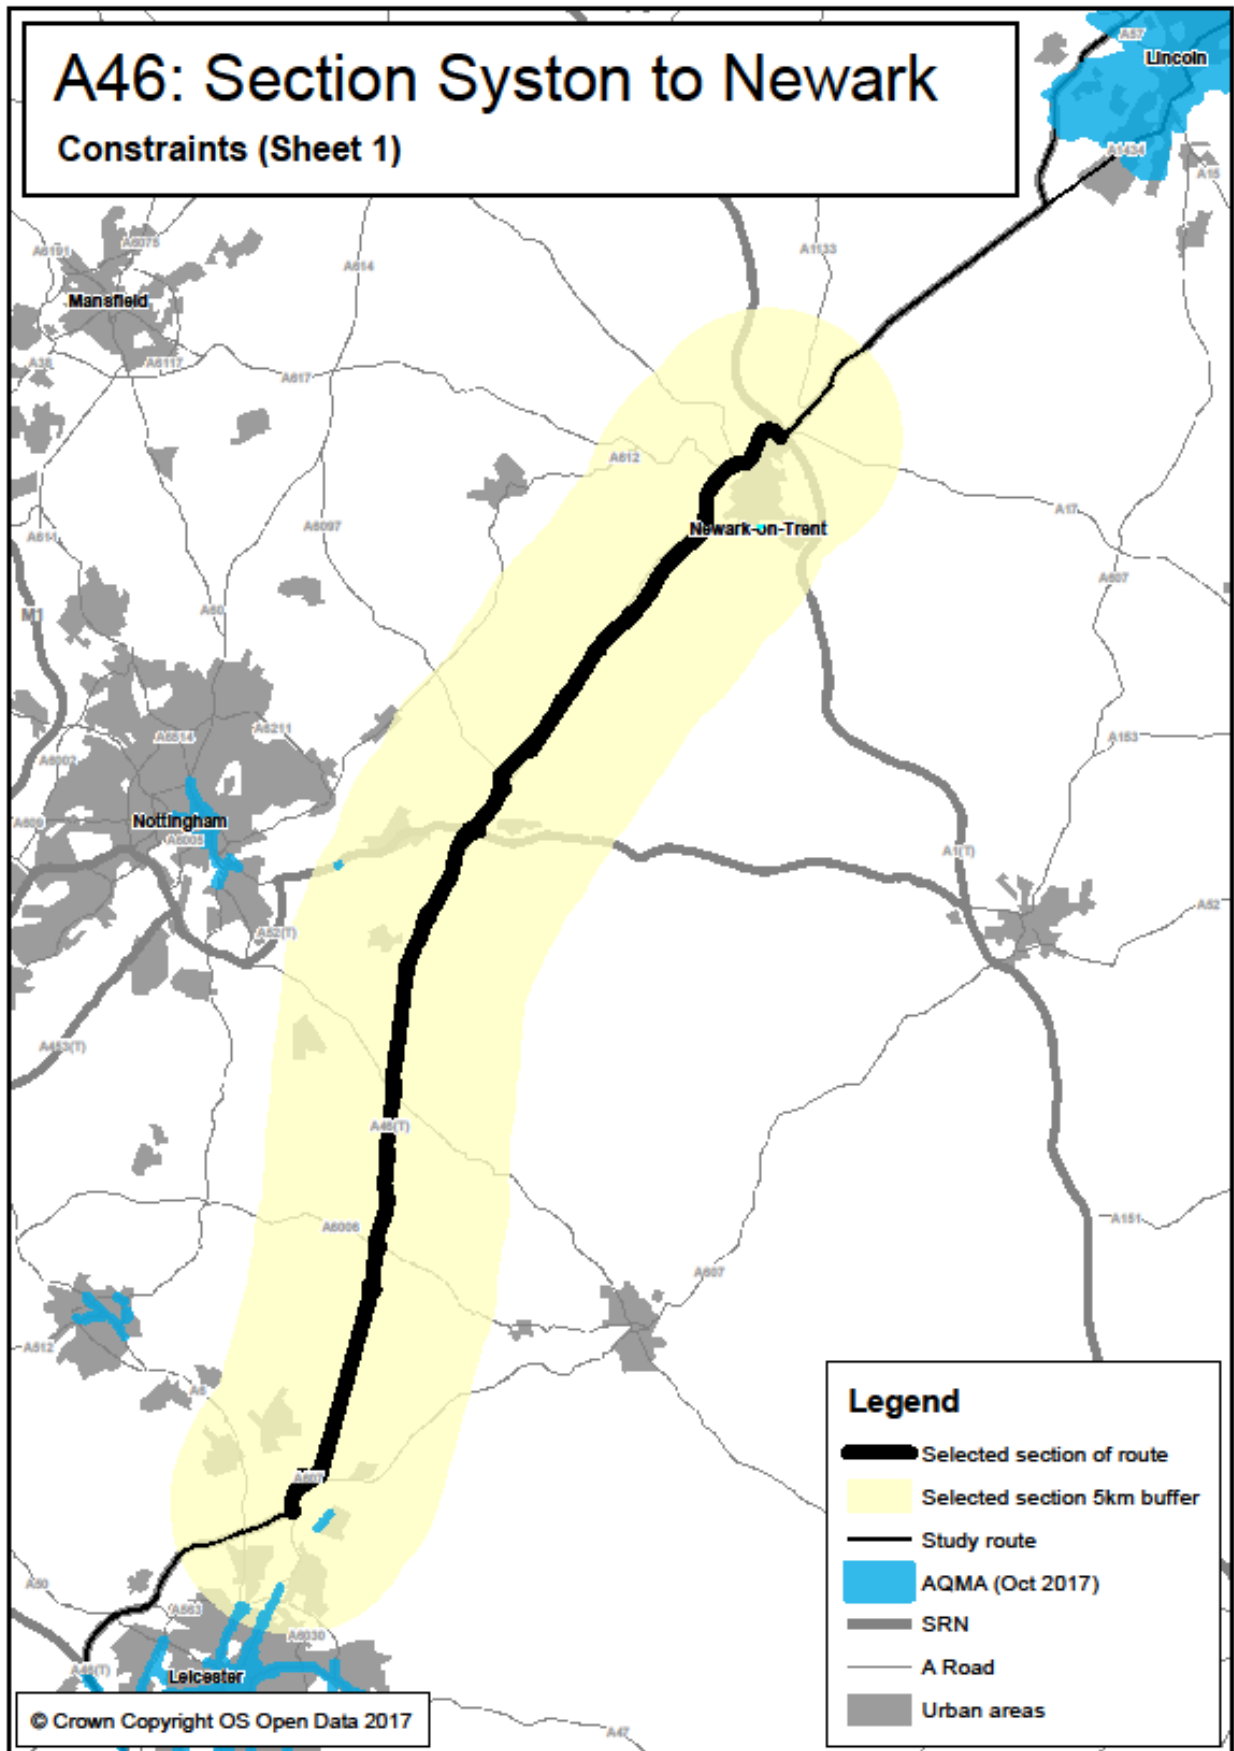 A46: Section Syston to Newark
Constraints (Sheet 1)
A57
Lincoln
A1434
A15
A6191
A6075
A614
A1133
Mansfield
A38
A6117
A617
A612
A17
Newark-on-Trent
A6097
A614
A607
A60
M1
A6211
A6514
A153
A6002
Nottingham
A609
A6005
A1(T)
A52
A52(T)
A453(T)
A46(T)
A151
A6006
A607
A512
A6
A607
A50
A563
A6030
A46(T)
Leicester
A47
Legend
Selected section of route
Selected section 5km buffer
Study route
AQMA (Oct 2017)
SRN
A Road
Urban areas
© Crown Copyright OS Open Data 2017